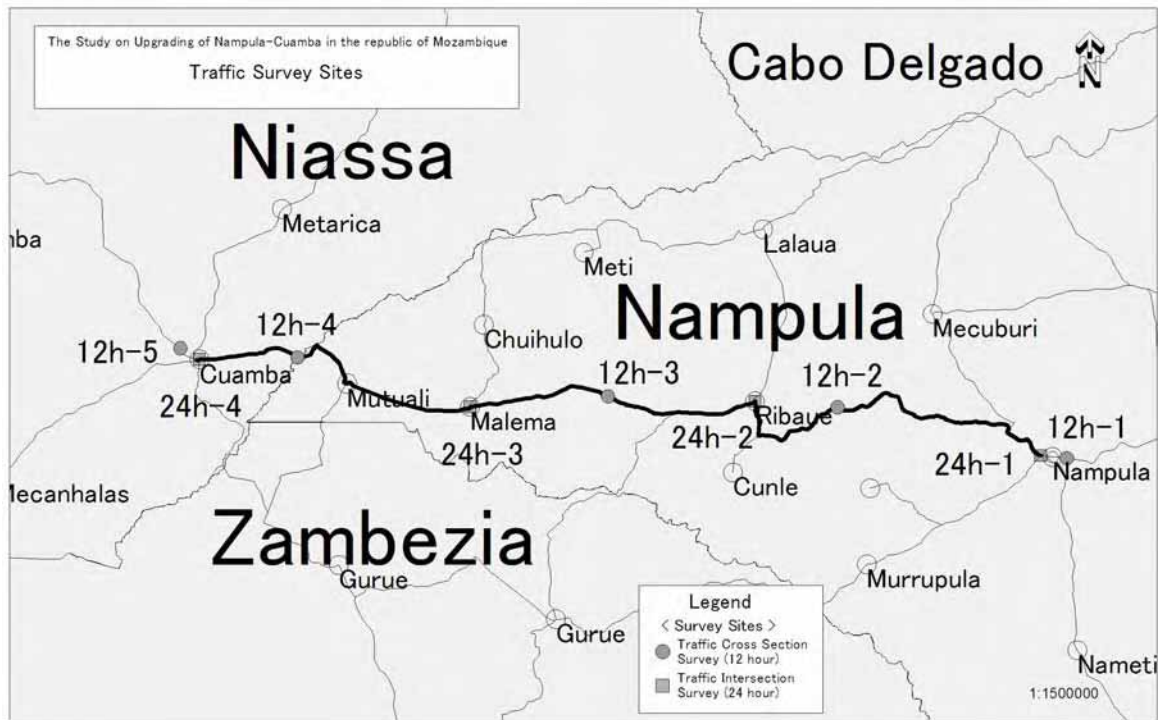 The Study on Upgrading of Nampula-Cuamba in the republic of Mozambique
Traffic Survey Sites
Cabo Delgado
N
Niassa
Metarica
mba
Lalaua
Meti
Nampula
Mecuburi
Chuihulo
12h-4
12h-5
Cuamba
24h-4
Mutuali
12h-3
12h-2
Malema
24h-3
Ribaue
24h-2
12h-1
24h-1
Nampula
Cunle
Mecanhalas
Zambezia
Gurue
Murrupula
Gurue
Nameti
Legend
< Survey Sites >
Traffic Cross Section
Survey (12 hour)
Traffic Intersection
Survey (24 hour)
1:1500000